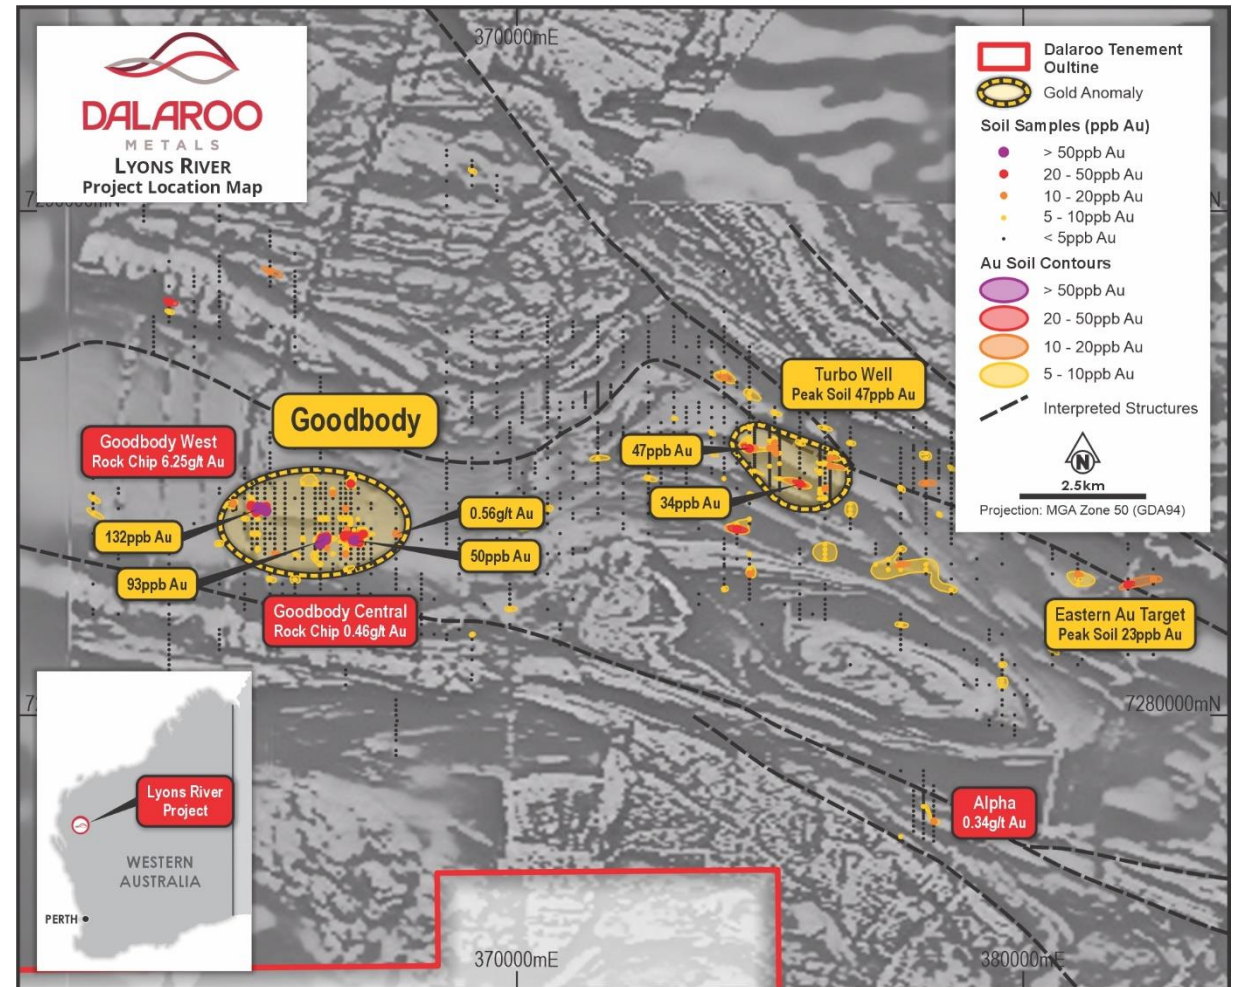 370000mE
DALAROO
METALS
LYONS RIVER
Project Location Map
Dalaroo Tenement
Oultine
Gold Anomaly
Soil Samples (ppb Au)
> 50ppb Au
20 - 50ppb Au
10 - 20ppb Au
5 - 10ppb Au
< 5ppb Au
Au Soil Contours
> 50ppb Au
20 - 50ppb Au
10 - 20ppb Au
5 - 10ppb Au
Interpreted Structures
N
2.5km
Projection: MGA Zone 50 (GDA94)
Turbo Well
Peak Soil 47ppb Au
Goodbody
Goodbody West
Rock Chip 6.25g/t Au
47ppb Au
34ppb Au
0.56g/t Au
132ppb Au
50ppb Au
93ppb Au
Goodbody Central
Rock Chip 0.46g/t Au
Eastern Au Target
Peak Soil 23ppb Au
7280000mN
Lyons River
Project
Alpha
0.34g/t Au
WESTERN
AUSTRALIA
PERTH
370000mE
380000mE